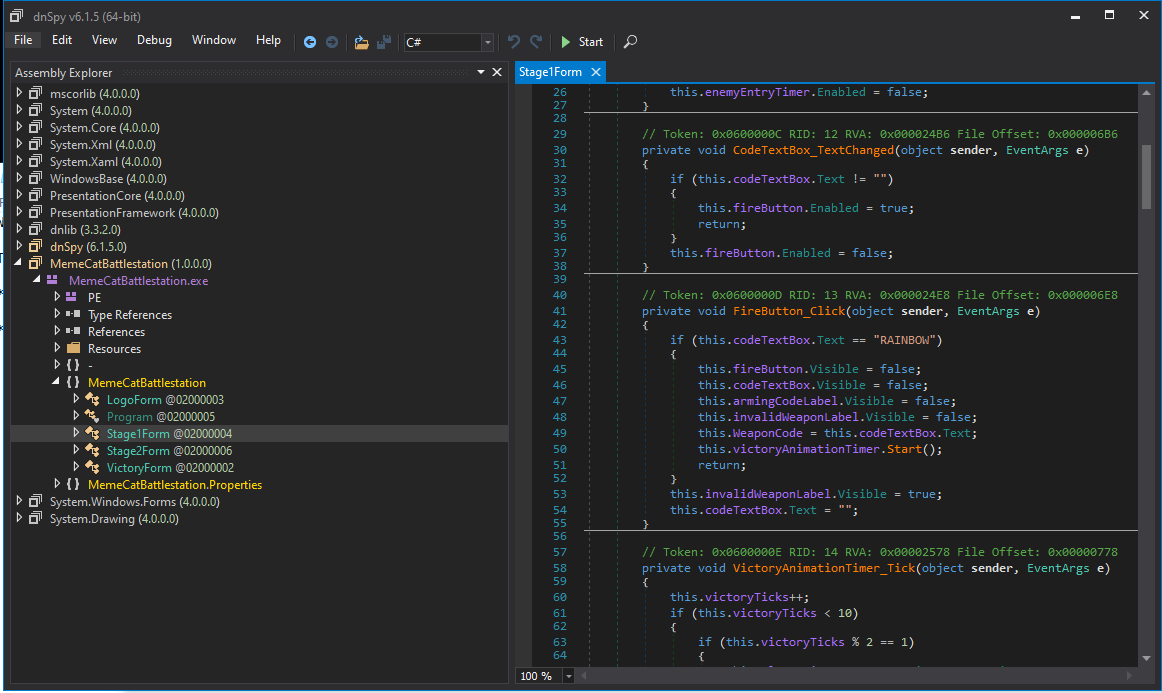 dnSpy v6.1.5 (64-bit)
File Edit View Debug Window Help C# Start
Assembly Explorer
mscorlib (4.0.0.0)
System (4.0.0.0)
System.Core (4.0.0.0)
System.Xml (4.0.0.0)
System.Xaml (4.0.0.0)
WindowsBase (4.0.0.0)
PresentationCore (4.0.0.0)
PresentationFramework (4.0.0.0)
dnlib (3.3.2.0)
dnSpy (6.1.5.0)
MemeCatBattlestation (1.0.0.0)
MemeCatBattlestation.exe
PE
Type References
References
Resources
{ } -
{ } MemeCatBattlestation
LogoForm @02000003
Program @02000005
Stage1Form @02000004
Stage2Form @02000006
VictoryForm @02000002
{ } MemeCatBattlestation.Properties
System.Windows.Forms (4.0.0.0)
System.Drawing (4.0.0.0)
Stage1Form
26 this.enemyEntryTimer.Enabled = false;
27 }
28
29 // Token: 0x0600000C RID: 12 RVA: 0x000024B6 File Offset: 0x000006B6
30 private void CodeTextBox_TextChanged(object sender, EventArgs e)
31 {
32 if (this.codeTextBox.Text != "")
33 {
34 this.fireButton.Enabled = true;
35 return;
36 }
37 this.fireButton.Enabled = false;
38 }
39
40 // Token: 0x0600000D RID: 13 RVA: 0x000024E8 File Offset: 0x000006E8
41 private void FireButton_Click(object sender, EventArgs e)
42 {
43 if (this.codeTextBox.Text == "RAINBOW")
44 {
45 this.fireButton.Visible = false;
46 this.codeTextBox.Visible = false;
47 this.armingCodeLabel.Visible = false;
48 this.invalidWeaponLabel.Visible = false;
49 this.WeaponCode = this.codeTextBox.Text;
50 this.victoryAnimationTimer.Start();
51 return;
52 }
53 this.invalidWeaponLabel.Visible = true;
54 this.codeTextBox.Text = "";
55 }
56
57 // Token: 0x0600000E RID: 14 RVA: 0x00002578 File Offset: 0x00000778
58 private void VictoryAnimationTimer_Tick(object sender, EventArgs e)
59 {
60 this.victoryTicks++;
61 if (this.victoryTicks < 10)
62 {
63 if (this.victoryTicks % 2 == 1)
64 {
100 %